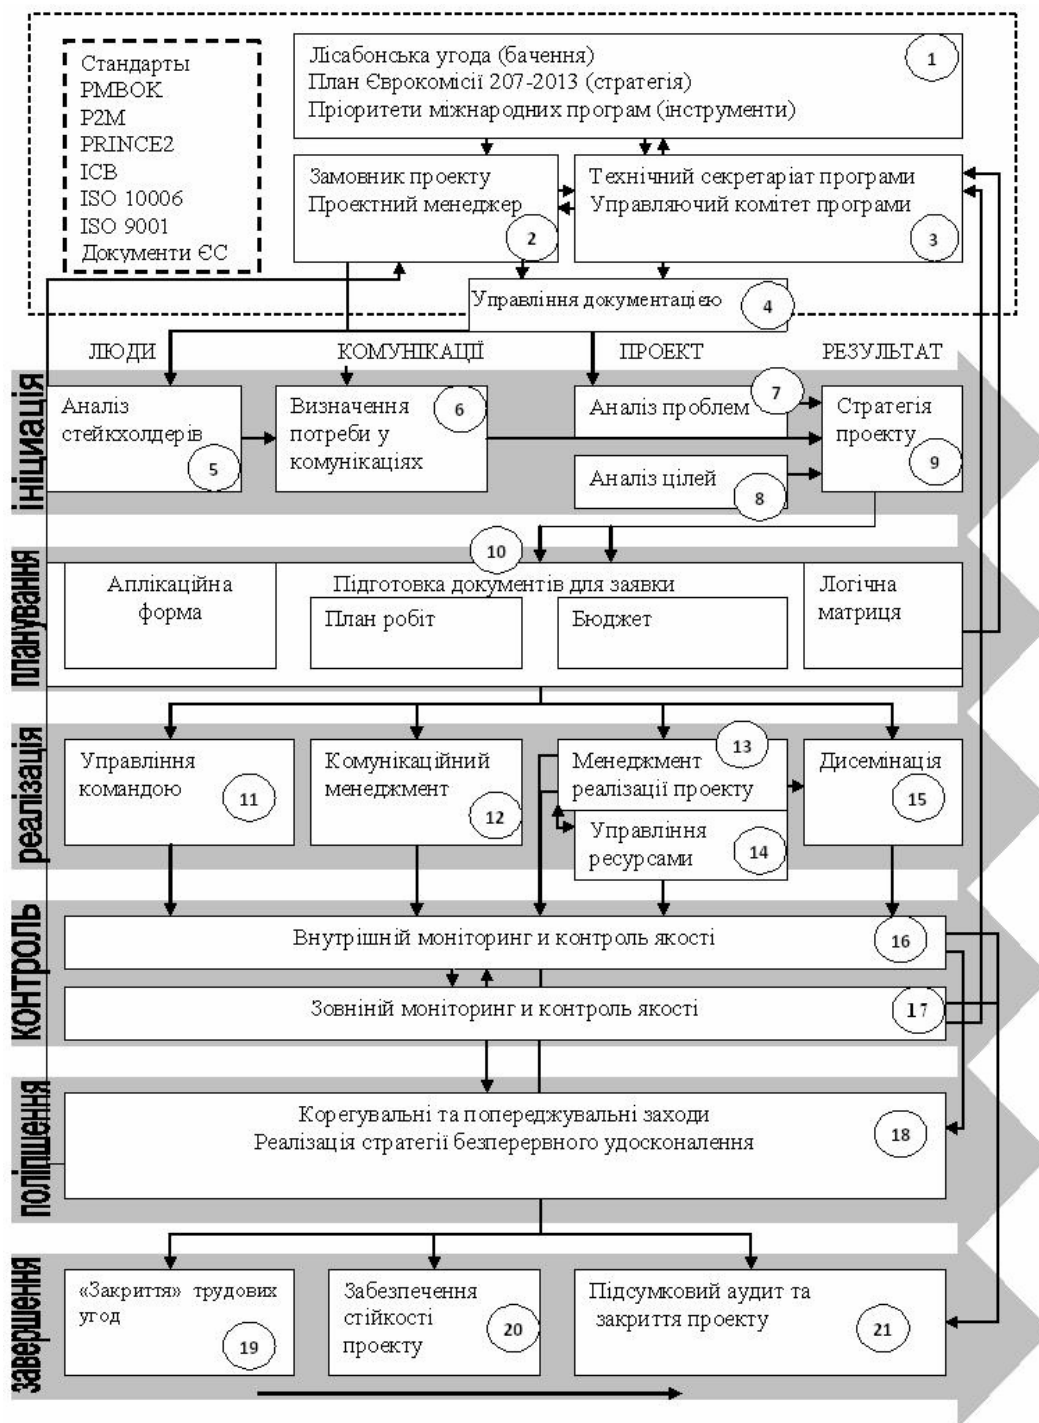 Стандарты
PMBOK
P2M
PRINCE2
ICB
ISO 10006
ISO 9001
Документи ЄС
Лісабонська угода (бачення)
План Єврокомісії 207-2013 (стратегія)
Пріоритети міжнародних програм (інструменти)
1
Замовник проекту
Проектний менеджер
2
Технічний секретаріат програми
Управляючий комітет програми
3
Управління документацією
4
ЛЮДИ
КОМУНІКАЦІЇ
ПРОЕКТ
РЕЗУЛЬТАТ
ініциація
Аналіз
стейкхолдерів
5
Визначення
потреби у
комунікаціях
6
Аналіз проблем
7
Аналіз цілей
8
Стратегія
проекту
9
планування
10
Аплікаційна
форма
Підготовка документів для заявки
План робіт
Бюджет
Логічна
матриця
реалізація
Управління
командою
11
Комунікаційний
менеджмент
12
Менеджмент
реалізації проекту
13
Управління
ресурсами
14
Дисемінація
15
контроль
Внутрішній моніторинг и контроль якості
16
Зовніній моніторинг и контроль якості
17
поліпшення
Корегувальні та попереджувальні заходи
Реалізація стратегії безперервного удосконалення
18
завершення
«Закриття» трудових
угод
19
Забезпечення
стійкості
проекту
20
Підсумковий аудит та
закриття проекту
21